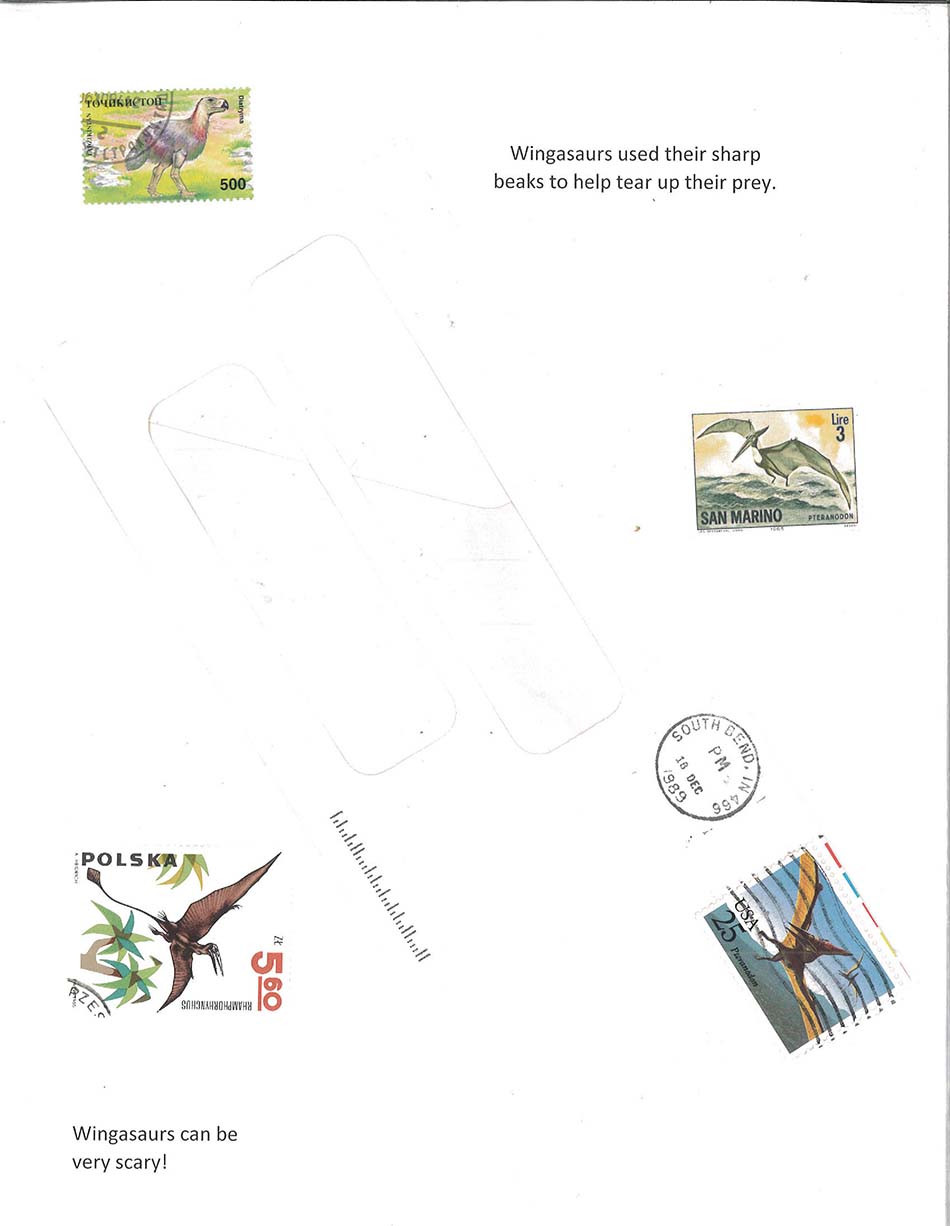 ТОҶИКИСТОН
Diatryma
500
Wingasaurs used their sharp
beaks to help tear up their prey.
Lire
3
SAN MARINO
PTERANODON
1965
SOUTH BEND, IN 466
PM
18 DEC
1989
POLSKA
Zł
5.60
RHAMPHORHYNCHUS
USA
25
Pteranodon
Wingasaurs can be
very scary!